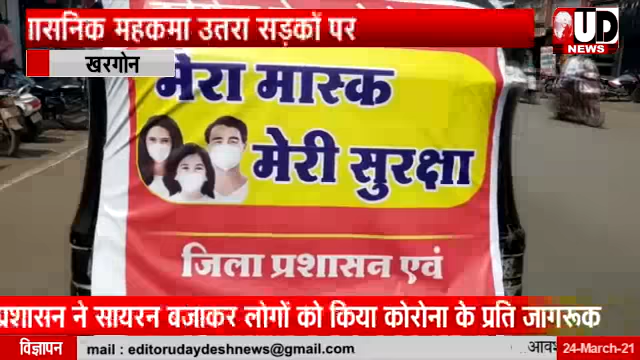 प्रशासनिक महकमा उतरा सड़कों पर
UD
NEWS
खरगोन
मेरा मास्क
मेरी सुरक्षा
जिला प्रशासन एवं
प्रशासन ने सायरन बजाकर लोगों को किया कोरोना के प्रति जागरूक
विज्ञापन
mail : editorudaydeshnews@gmail.com
24-March-21